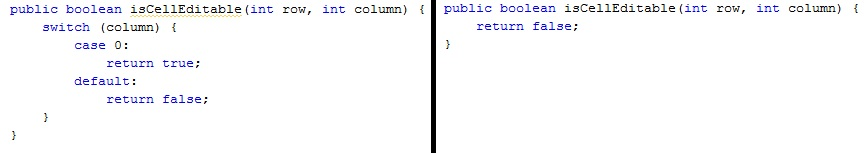 public boolean isCellEditable(int row, int column) {
    switch (column) {
        case 0:
            return true;
        default:
            return false;
    }
}
public boolean isCellEditable(int row, int column) {
    return false;
}